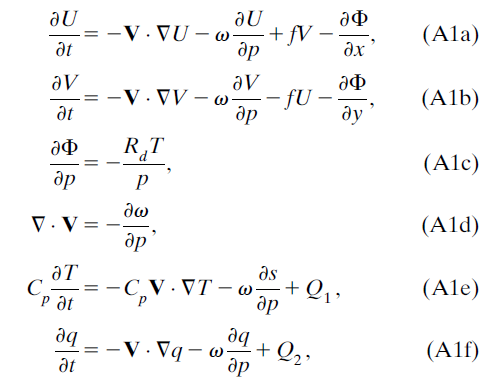 ∂U/∂t = −𝐕 · ∇U − ω ∂U/∂p + fV − ∂Φ/∂x, (A1a)
∂V/∂t = −𝐕 · ∇V − ω ∂V/∂p − fU − ∂Φ/∂y, (A1b)
∂Φ/∂p = −R_d T/p, (A1c)
∇ · 𝐕 = −∂ω/∂p, (A1d)
C_p ∂T/∂t = −C_p 𝐕 · ∇T − ω ∂s/∂p + Q_1, (A1e)
∂q/∂t = −𝐕 · ∇q − ω ∂q/∂p + Q_2, (A1f)